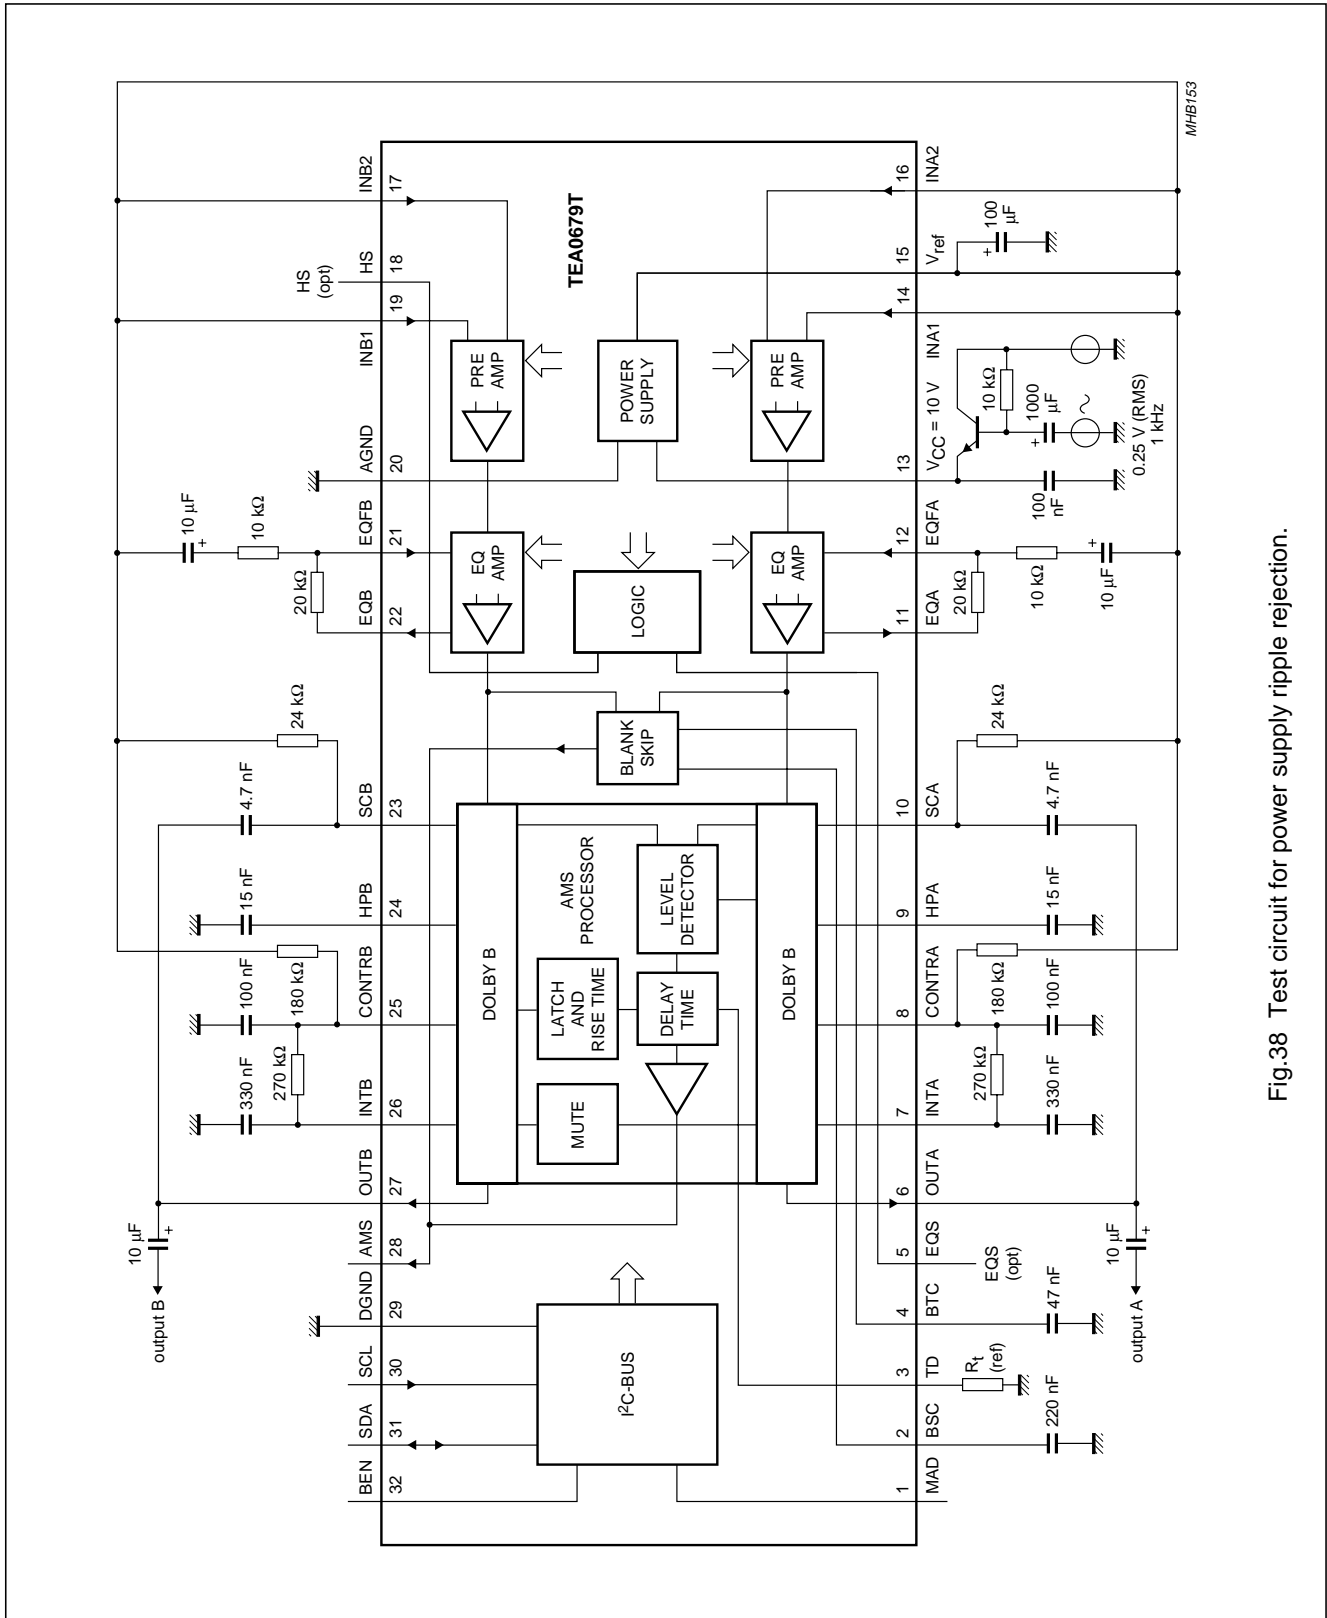 MHB153
INB2
17
HS
(opt)
HS
18
19
INB1
AGND
20
10 µF
+
10 kΩ
EQFB
21
20 kΩ
EQB
22
24 kΩ
4.7 nF
SCB
23
15 nF
HPB
24
180 kΩ
100 nF
CONTRB
25
270 kΩ
330 nF
INTB
26
OUTB
27
10 µF
+
output B
AMS
28
DGND
29
SCL
30
SDA
31
BEN
32
TEA0679T
PRE
AMP
EQ
AMP
POWER
SUPPLY
LOGIC
PRE
AMP
EQ
AMP
BLANK
SKIP
DOLBY B
AMS
PROCESSOR
LEVEL
DETECTOR
LATCH
AND
RISE TIME
DELAY
TIME
MUTE
DOLBY B
I²C-BUS
16
INA2
15
Vref
100
µF
+
14
INA1
13
VCC = 10 V
10 kΩ
1000
µF
+
∼
100
nF
0.25 V (RMS)
1 kHz
12
EQFA
10 kΩ
+
10 µF
11
EQA
20 kΩ
10
SCA
24 kΩ
4.7 nF
9
HPA
15 nF
8
CONTRA
180 kΩ
100 nF
7
INTA
270 kΩ
330 nF
6
OUTA
10 µF
+
output A
5
EQS
EQS
(opt)
4
BTC
47 nF
3
TD
Rt
(ref)
2
BSC
220 nF
1
MAD
Fig.38 Test circuit for power supply ripple rejection.